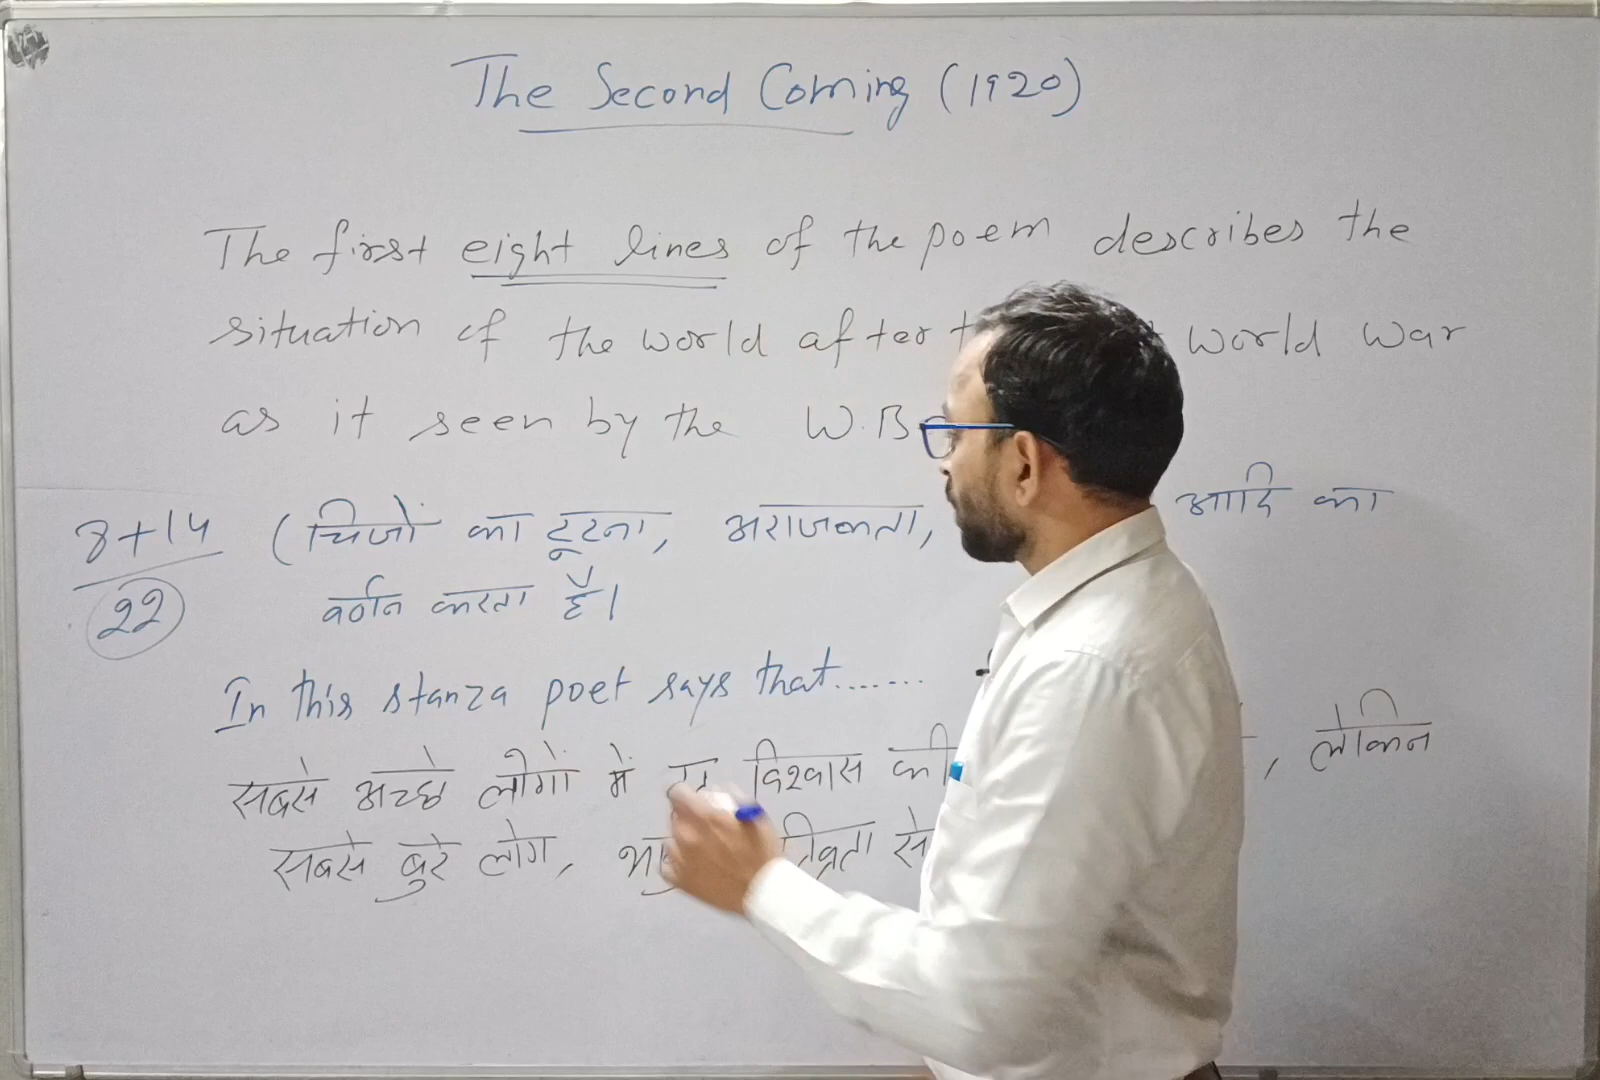 The Second Coming (1920)
The first eight lines of the poem describes the
situation of the world after World War
as it seen by the W.B
8+14 (चिजों का टूटना, अराजकता, आदि का
22 वर्णन करता है।
In this stanza poet says that.......
सबसे अच्छे लोगों में विश्वास की , लेकिन
सबसे बुरे लोग, से